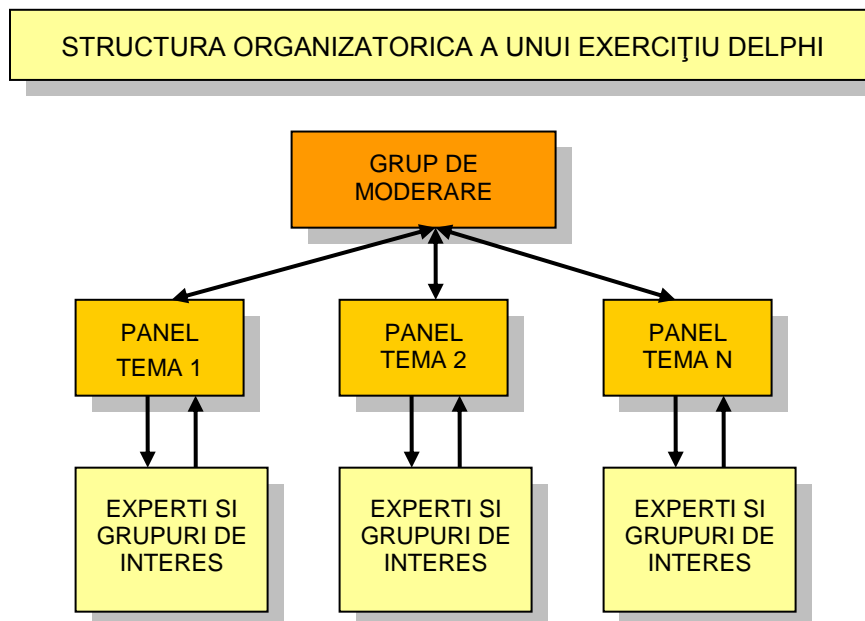 STRUCTURA ORGANIZATORICA A UNUI EXERCIŢIU DELPHI
GRUP DE
MODERARE
PANEL
TEMA 1
PANEL
TEMA 2
PANEL
TEMA N
EXPERTI SI
GRUPURI DE
INTERES
EXPERTI SI
GRUPURI DE
INTERES
EXPERTI SI
GRUPURI DE
INTERES